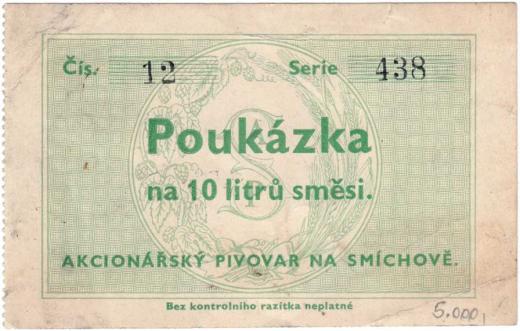 Čís. 12 Serie 438
Poukázka
na 10 litrů směsi.
AKCIONÁŘSKÝ PIVOVAR NA SMÍCHOVĚ.
Bez kontrolního razítka neplatné
5.000,